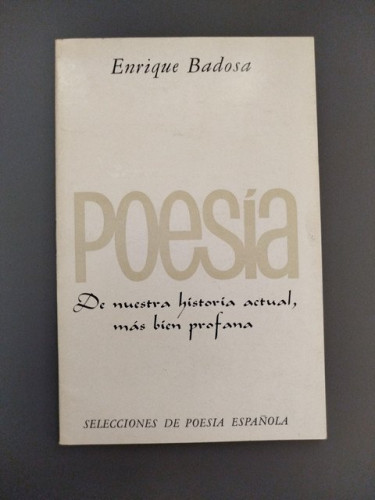 Enrique Badosa
POESÍA
De nuestra historia actual,
más bien profana
SELECCIONES DE POESIA ESPAÑOLA